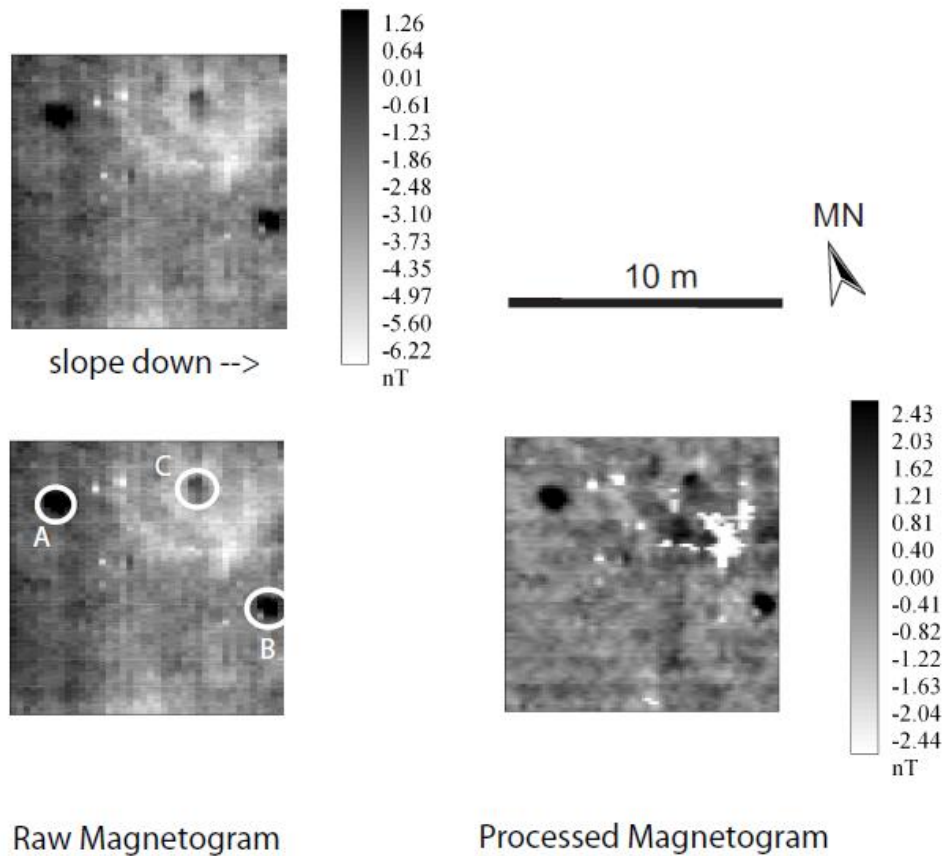 1.26
0.64
0.01
-0.61
-1.23
-1.86
-2.48
-3.10
-3.73
-4.35
-4.97
-5.60
-6.22
nT
MN
10 m
slope down -->
A
C
B
2.43
2.03
1.62
1.21
0.81
0.40
0.00
-0.41
-0.82
-1.22
-1.63
-2.04
-2.44
nT
Raw Magnetogram
Processed Magnetogram